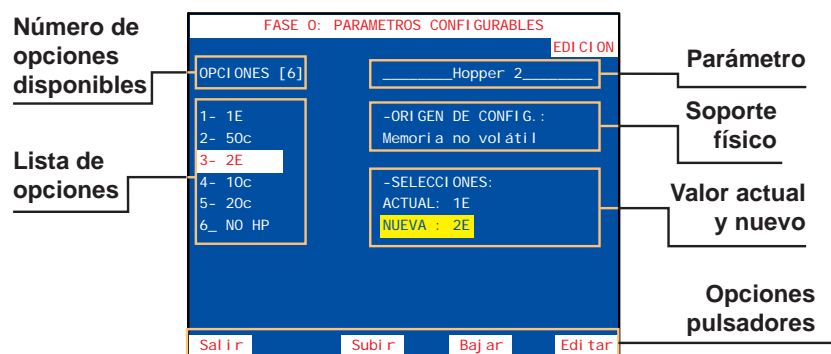 FASE O: PARAMETROS CONFIGURABLES
EDICION
Número de
opciones
disponibles
OPCIONES [6]
________Hopper 2________
Parámetro
1- 1E
2- 50c
3- 2E
4- 10c
5- 20c
6_ NO HP
Lista de
opciones
-ORIGEN DE CONFIG.:
Memoria no volátil
Soporte
físico
-SELECCIONES:
ACTUAL: 1E
NUEVA : 2E
Valor actual
y nuevo
Opciones
pulsadores
Salir Subir Bajar Editar